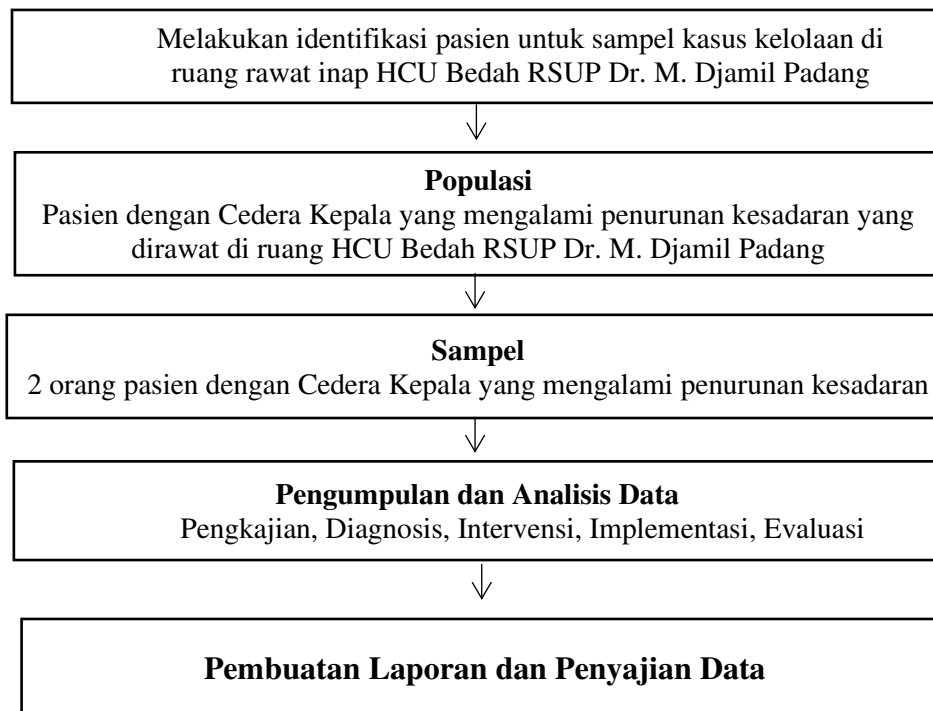 Melakukan identifikasi pasien untuk sampel kasus kelolaan di
ruang rawat inap HCU Bedah RSUP Dr. M. Djamil Padang
Populasi
Pasien dengan Cedera Kepala yang mengalami penurunan kesadaran yang
dirawat di ruang HCU Bedah RSUP Dr. M. Djamil Padang
Sampel
2 orang pasien dengan Cedera Kepala yang mengalami penurunan kesadaran
Pengumpulan dan Analisis Data
Pengkajian, Diagnosis, Intervensi, Implementasi, Evaluasi
Pembuatan Laporan dan Penyajian Data